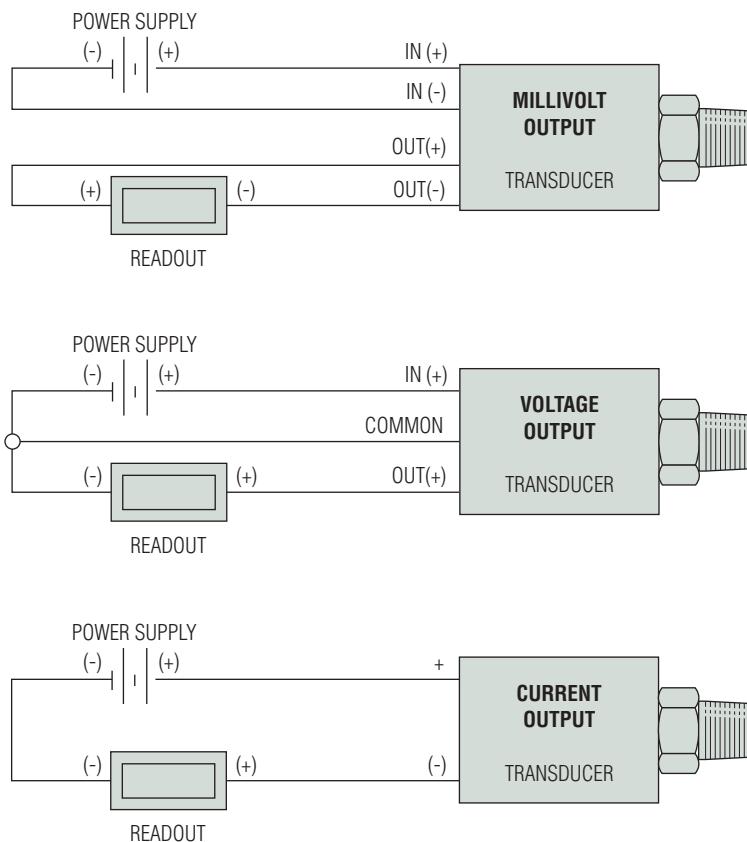 POWER SUPPLY
(-) (+) IN (+)
IN (-)
MILLIVOLT
OUTPUT
OUT(+)
TRANSDUCER
(+) (-) OUT(-)
READOUT
POWER SUPPLY
(-) (+) IN (+)
VOLTAGE
OUTPUT
COMMON
TRANSDUCER
(-) (+) OUT(+)
READOUT
POWER SUPPLY
(-) (+) +
CURRENT
OUTPUT
TRANSDUCER
(-) (+) (-)
READOUT